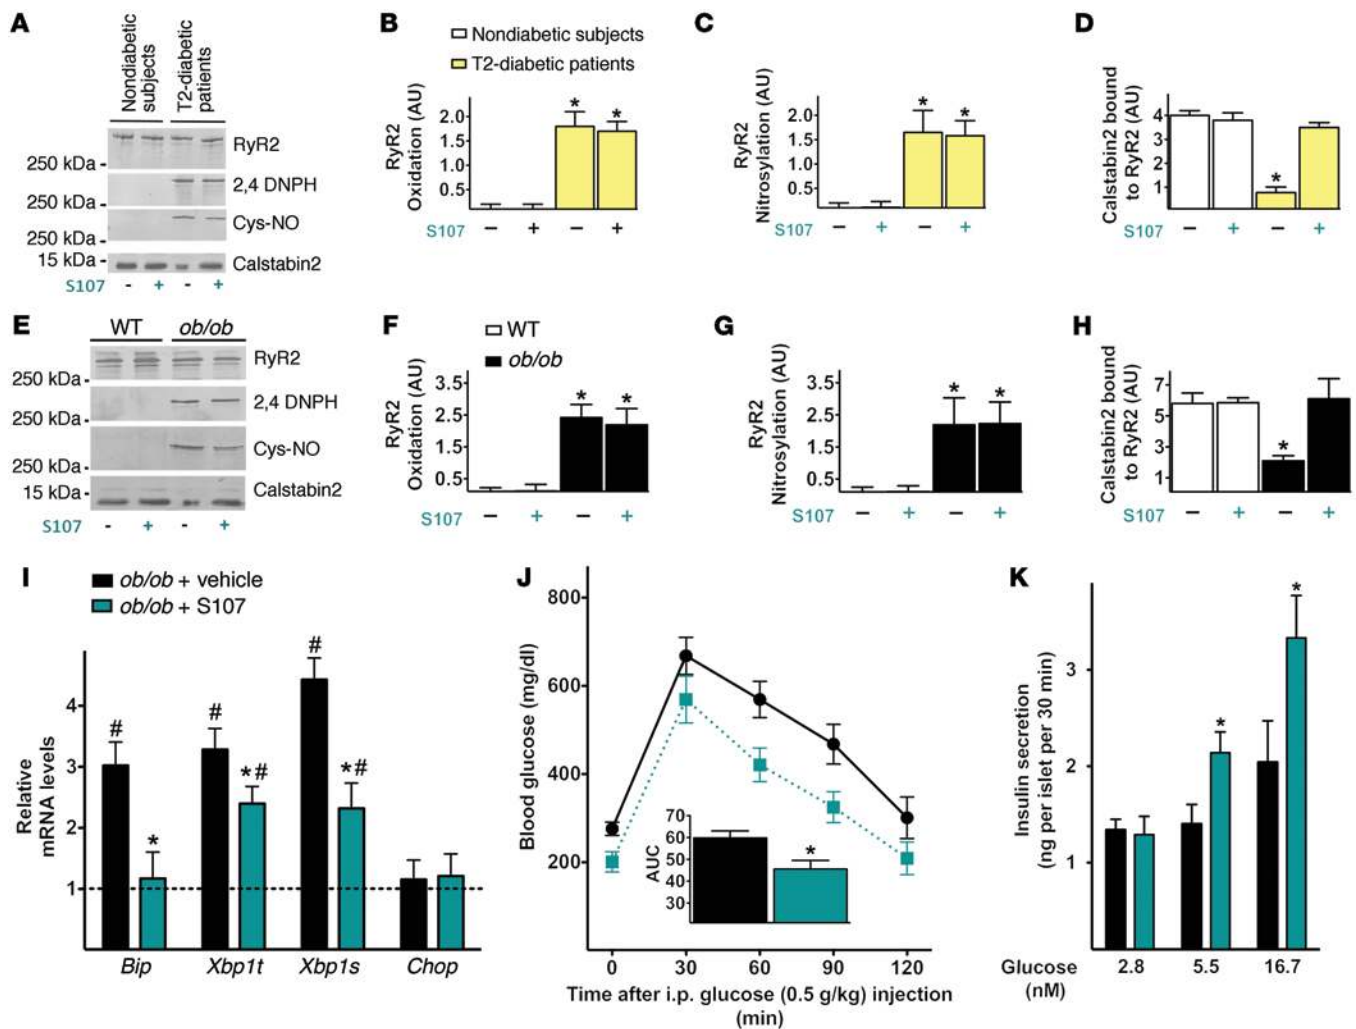 A
Nondiabetic
subjects
T2-diabetic
patients
RyR2
250 kDa
2,4 DNPH
250 kDa
Cys-NO
250 kDa
15 kDa
Calstabin2
S107 - + - +
B
Nondiabetic subjects
T2-diabetic patients
RyR2
Oxidation (AU)
2.0
1.5
1.0
0.5
* *
S107 – + – +
C
RyR2
Nitrosylation (AU)
2.0
1.5
1.0
0.5
* *
S107 – + – +
D
Calstabin2 bound
to RyR2 (AU)
4
3
2
1
*
S107 – + – +
E
WT ob/ob
RyR2
250 kDa
2,4 DNPH
250 kDa
Cys-NO
250 kDa
Calstabin2
15 kDa
S107 - + - +
F
WT
ob/ob
RyR2
Oxidation (AU)
3.5
2.5
1.5
0.5
* *
S107 – + – +
G
RyR2
Nitrosylation (AU)
3.5
2.5
1.5
0.5
* *
S107 – + – +
H
Calstabin2 bound
to RyR2 (AU)
7
5
3
1
*
S107 – + – +
I
ob/ob + vehicle
ob/ob + S107
Relative
mRNA levels
4
3
2
1
# * # *# # *#
Bip Xbp1t Xbp1s Chop
J
Blood glucose (mg/dl)
800
600
400
200
AUC
70
60
50
40
30
*
0 30 60 90 120
Time after i.p. glucose (0.5 g/kg) injection
(min)
K
Insulin secretion
(ng per islet per 30 min)
3
2
1
* *
Glucose 2.8 5.5 16.7
(nM)